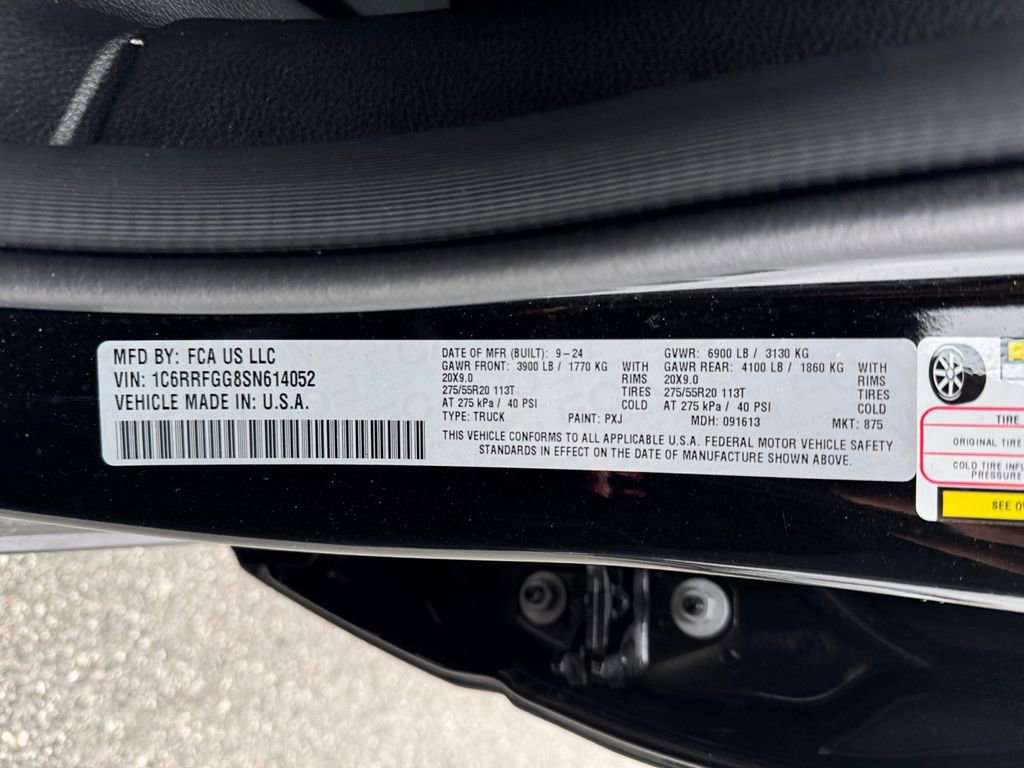 MFD BY: FCA US LLC
VIN: 1C6RRFGG8SN614052
VEHICLE MADE IN: U.S.A.
DATE OF MFR (BUILT): 9-24
GAWR FRONT: 3900 LB / 1770 KG WITH
20X9.0 RIMS
275/55R20 113T TIRES
AT 275 kPa / 40 PSI COLD
TYPE: TRUCK PAINT: PXJ
GVWR: 6900 LB / 3130 KG
GAWR REAR: 4100 LB / 1860 KG WITH
20X9.0 RIMS
275/55R20 113T TIRES
AT 275 kPa / 40 PSI COLD
MDH: 091613 MKT: 875
THIS VEHICLE CONFORMS TO ALL APPLICABLE U.S.A. FEDERAL MOTOR VEHICLE SAFETY
STANDARDS IN EFFECT ON THE DATE OF MANUFACTURE SHOWN ABOVE.
TIRE
ORIGINAL TIRE
COLD TIRE INFL
PRESSURE
SEE O